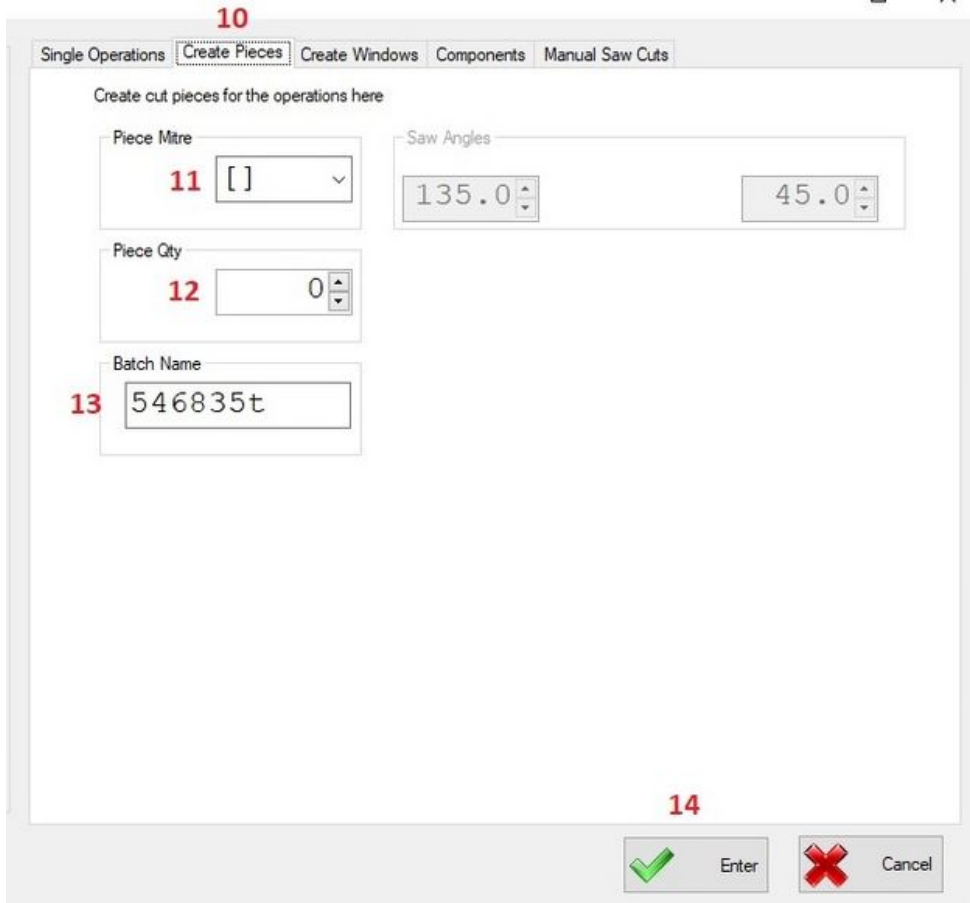 10
Single Operations Create Pieces Create Windows Components Manual Saw Cuts
Create cut pieces for the operations here
Piece Mitre
11 []
Saw Angles
135.0 45.0
Piece Qty
12 0
Batch Name
13 546835t
14
Enter Cancel